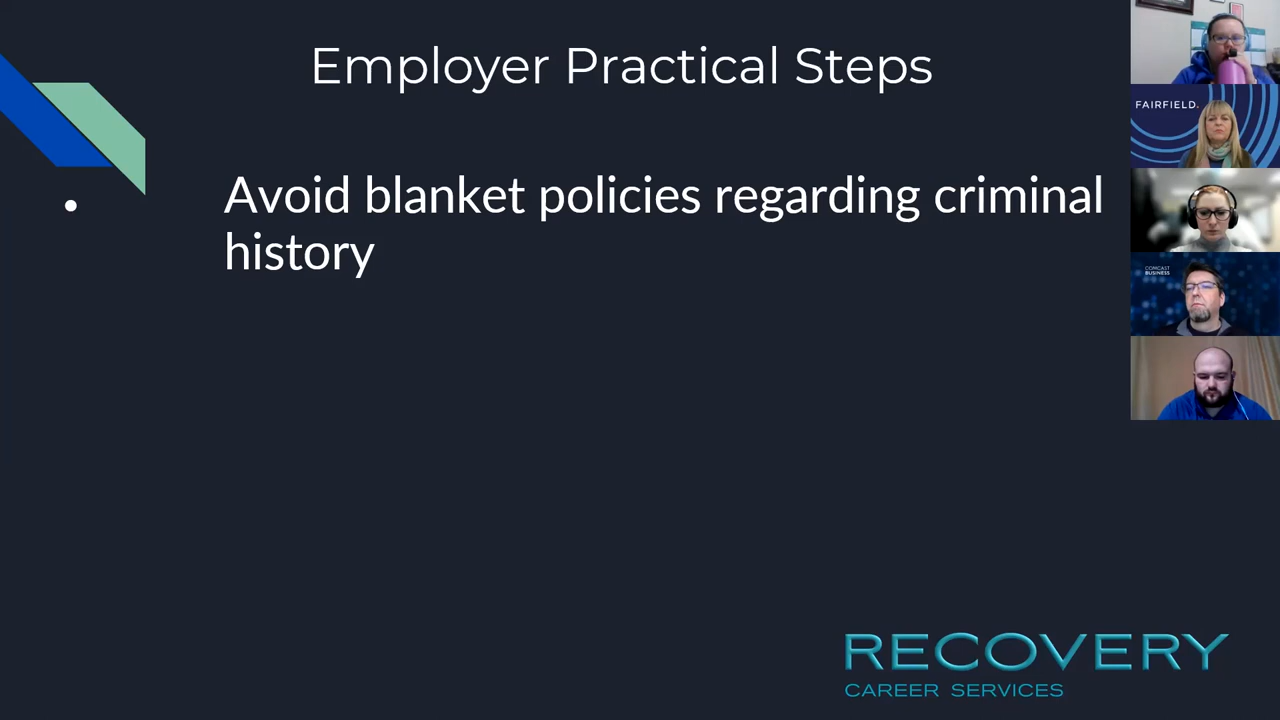 Employer Practical Steps
FAIRFIELD.
• Avoid blanket policies regarding criminal
history
COMCAST
BUSINESS
RECOVERY
CAREER SERVICES